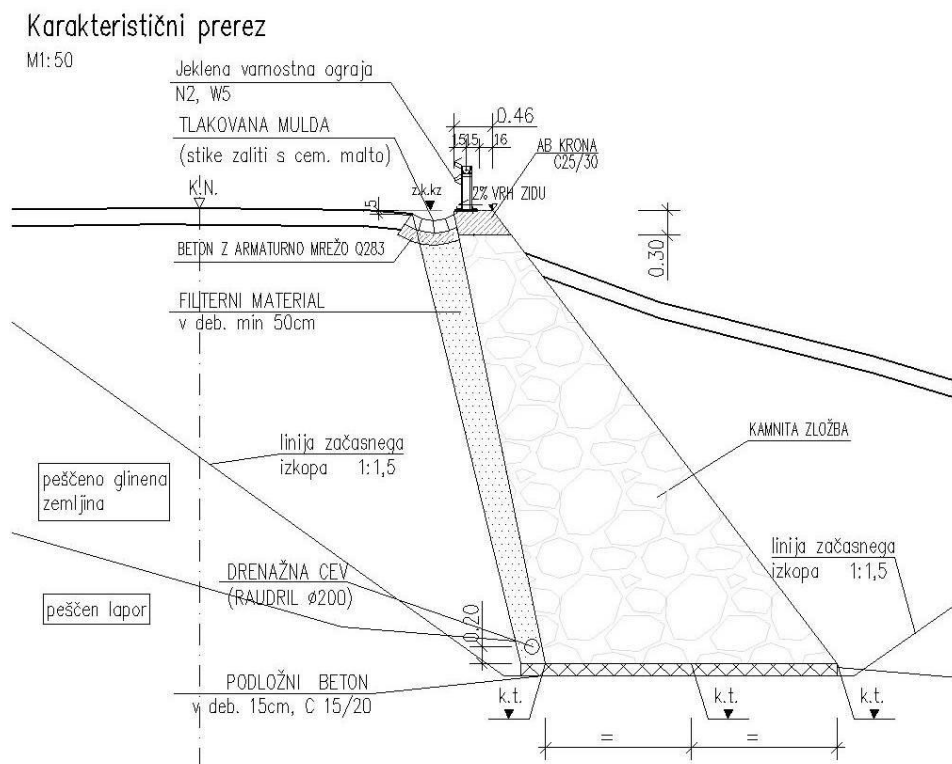 Karakteristični prerez
M1:50
Jeklena varnostna ograja
N2, W5
TLAKOVANA MULDA
(stike zaliti s cem. malto)
0.46
15 15 16
AB KRONA
C25/30
K.N.
z.k.kz
2% VRH ZIDU
5
BETON Z ARMATURNO MREŽO Q283
0.30
FILTERNI MATERIAL
v deb. min 50cm
KAMNITA ZLOŽBA
linija začasnega
izkopa 1:1,5
peščeno glinena
zemljina
linija začasnega
izkopa 1:1,5
DRENAŽNA CEV
(RAUDRIL ø200)
peščen lapor
0.20
PODLOŽNI BETON
v deb. 15cm, C 15/20
k.t. k.t. k.t.
= =